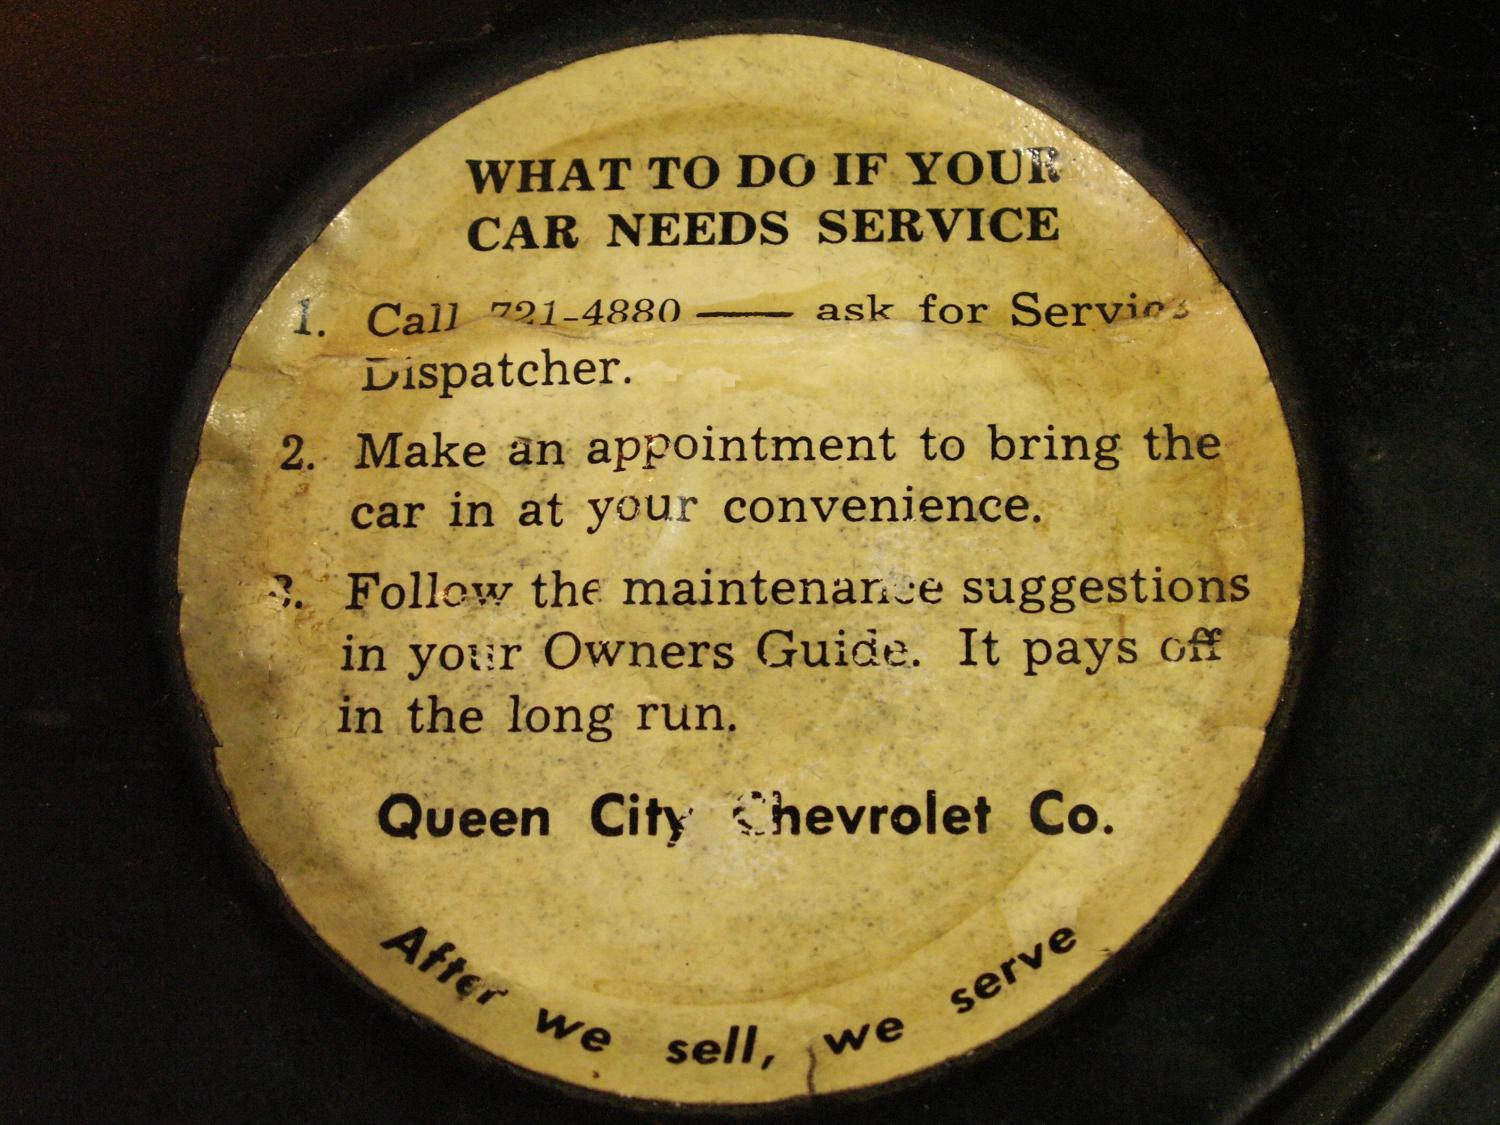 WHAT TO DO IF YOUR
CAR NEEDS SERVICE
1. Call 721-4880 — ask for Service
Dispatcher.
2. Make an appointment to bring the
car in at your convenience.
3. Follow the maintenance suggestions
in your Owners Guide. It pays off
in the long run.
Queen City Chevrolet Co.
After we sell, we serve